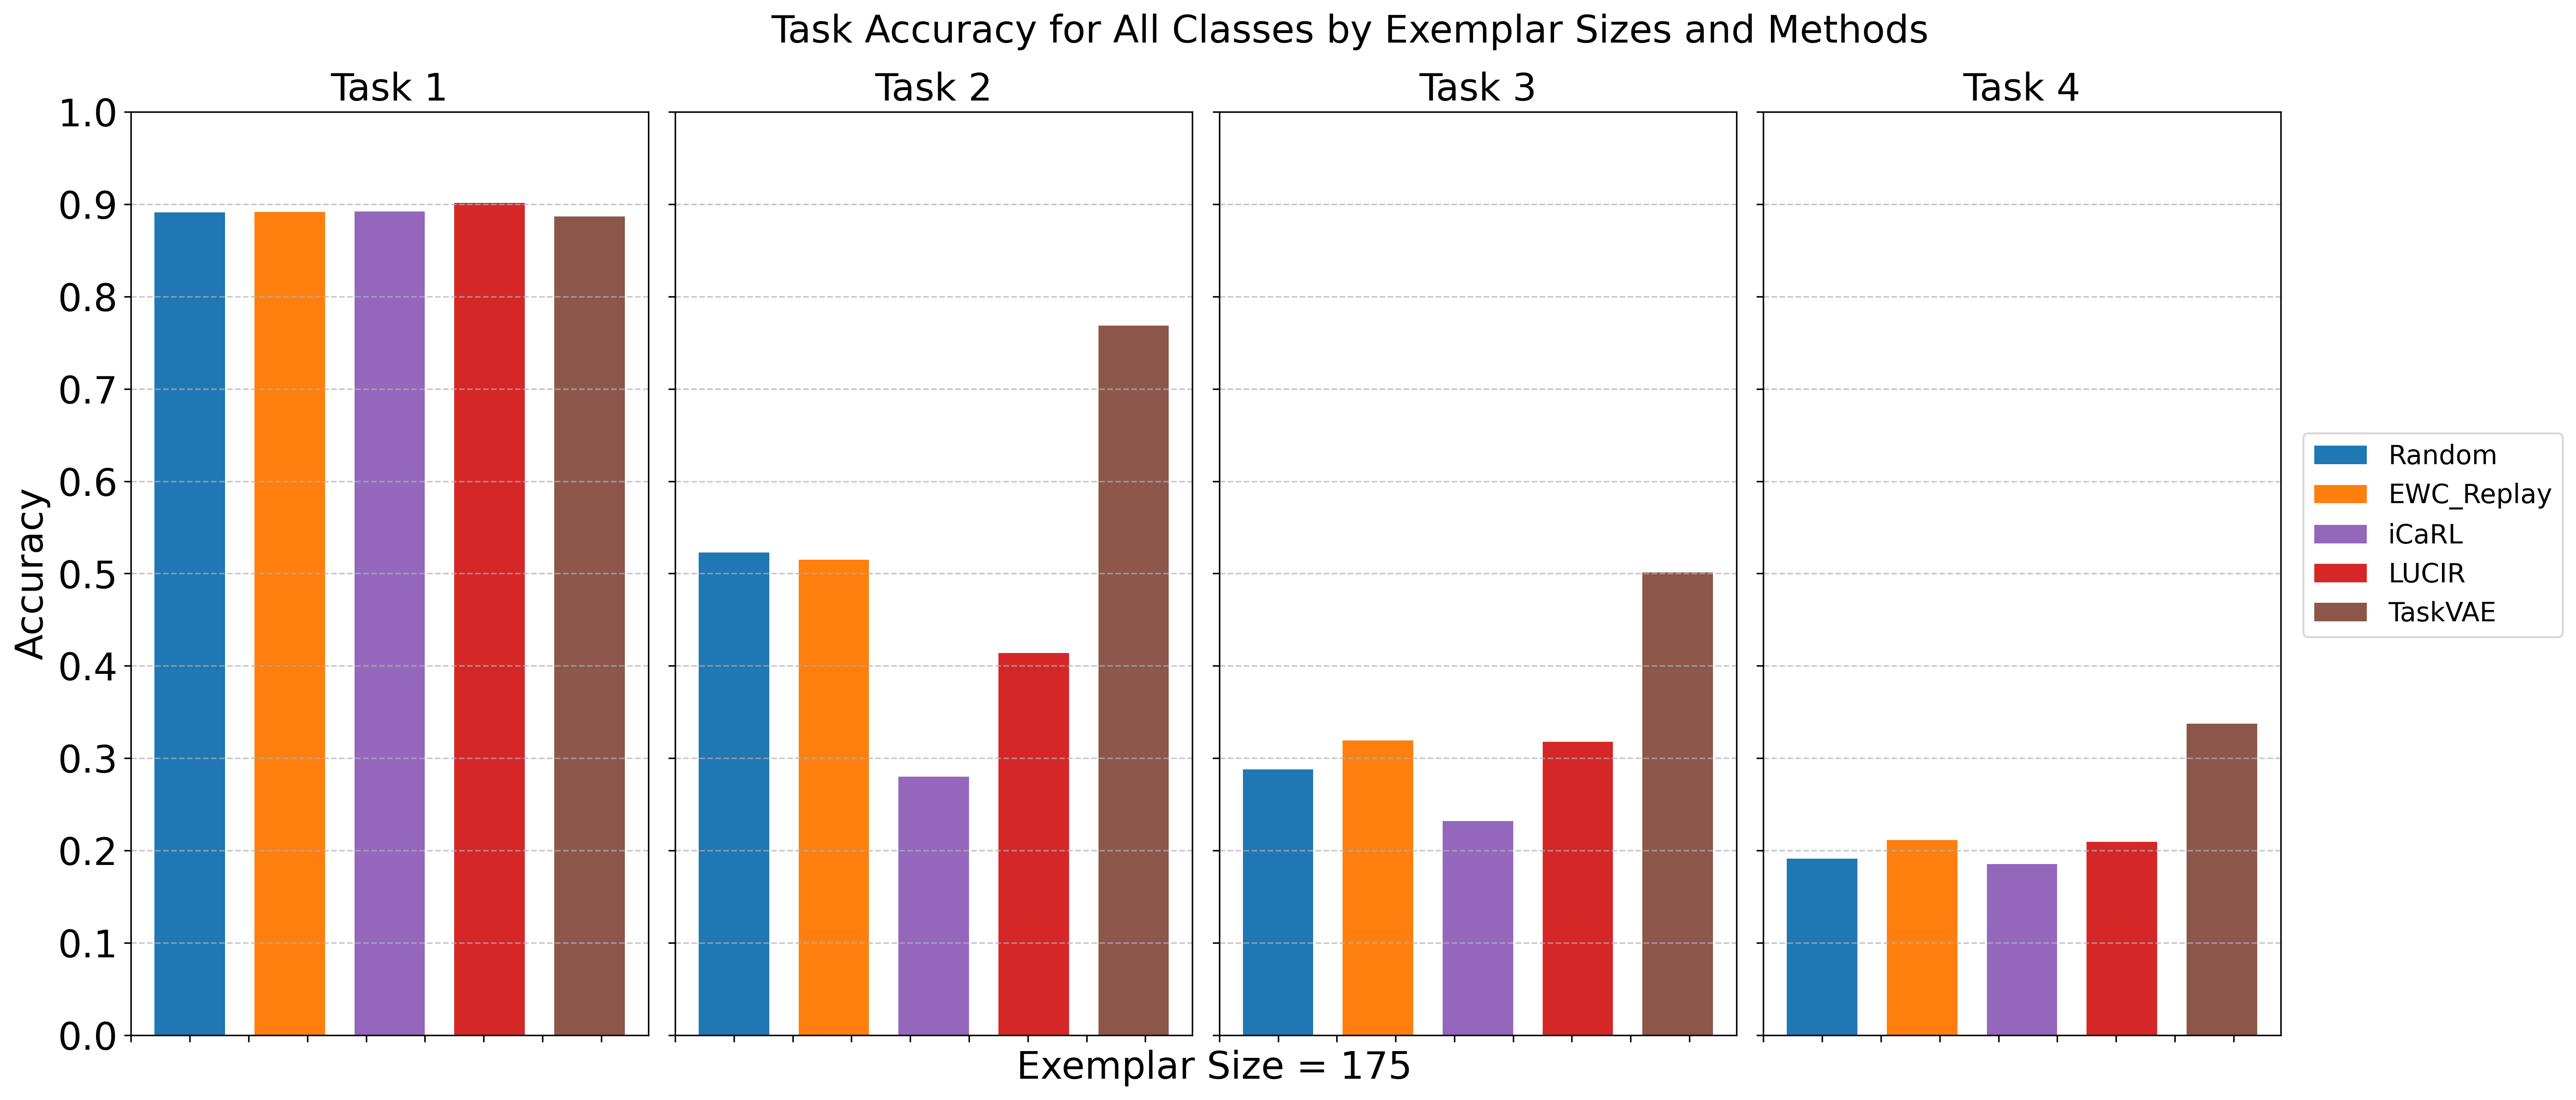 Task Accuracy for All Classes by Exemplar Sizes and Methods
Task 1
Task 2
Task 3
Task 4
Accuracy
1.0
0.9
0.8
0.7
0.6
0.5
0.4
0.3
0.2
0.1
0.0
Exemplar Size = 175
Random
EWC_Replay
iCaRL
LUCIR
TaskVAE